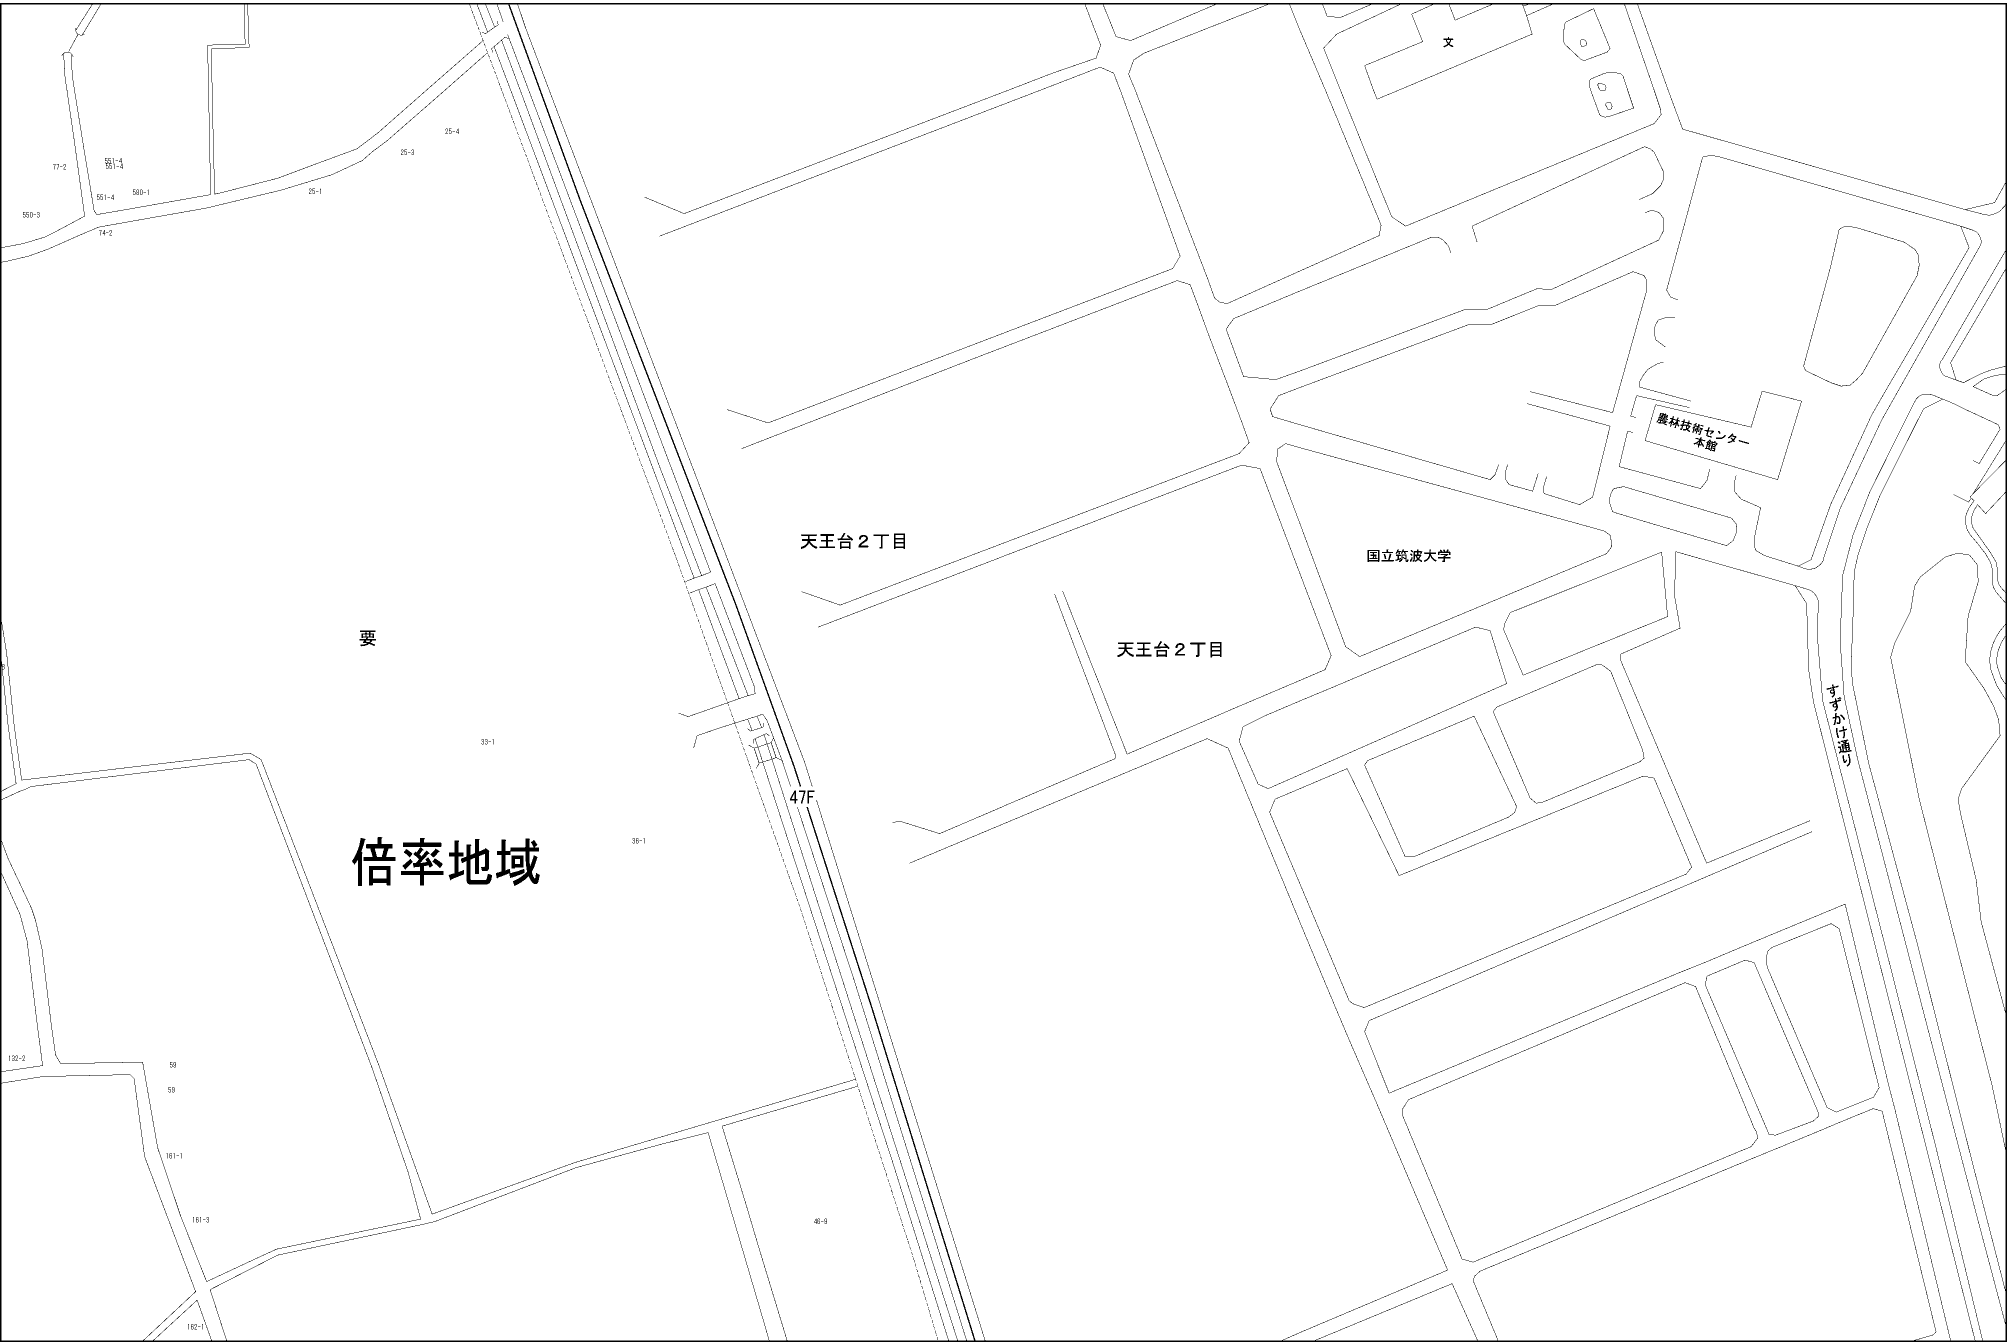 文
25-4
25-3
77-2
551-4
551-4
580-1
25-1
551-4
550-3
74-2
農林技術センター
本館
天王台２丁目
国立筑波大学
要
天王台２丁目
すずかけ通り
33-1
47F
倍率地域
38-1
132-2
59
59
161-1
161-3
46-9
162-1